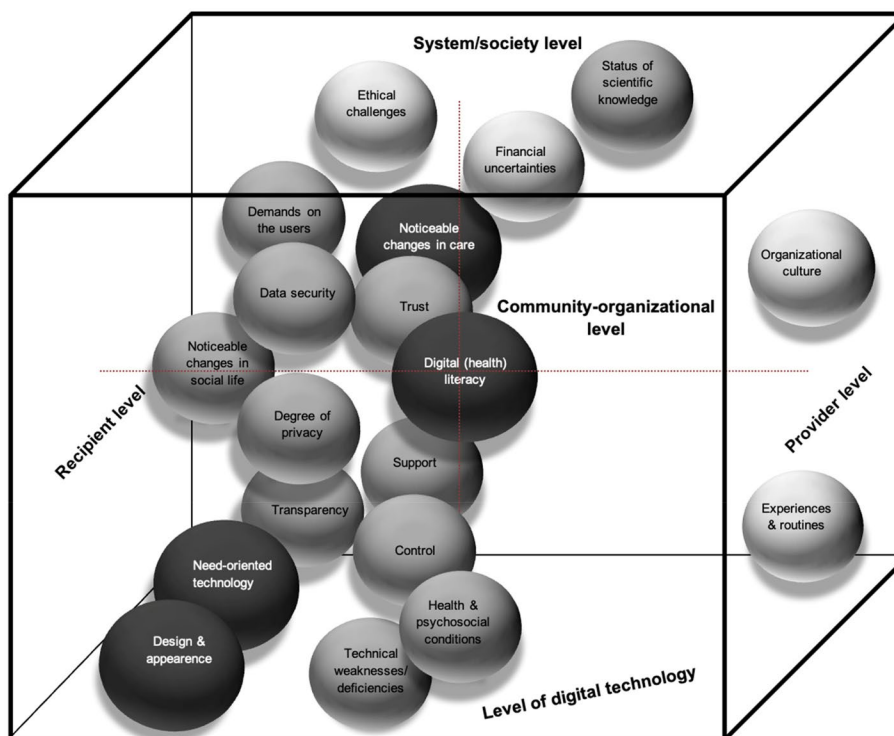 System/society level
Status of
scientific
knowledge
Ethical
challenges
Financial
uncertainties
Demands on
the users
Noticeable
changes in care
Organizational
culture
Data security
Trust
Community-organizational
level
Noticeable
changes in
social life
Digital (health)
literacy
Recipient level
Provider level
Degree of
privacy
Support
Transparency
Experiences
& routines
Control
Need-oriented
technology
Health &
psychosocial
conditions
Design &
appearence
Technical
weaknesses/
deficiencies
Level of digital technology